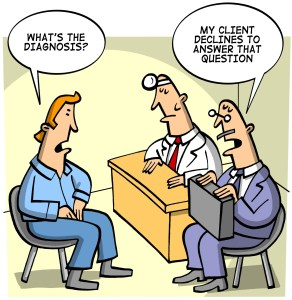 WHAT'S THE
DIAGNOSIS?
MY CLIENT
DECLINES TO
ANSWER THAT
QUESTION